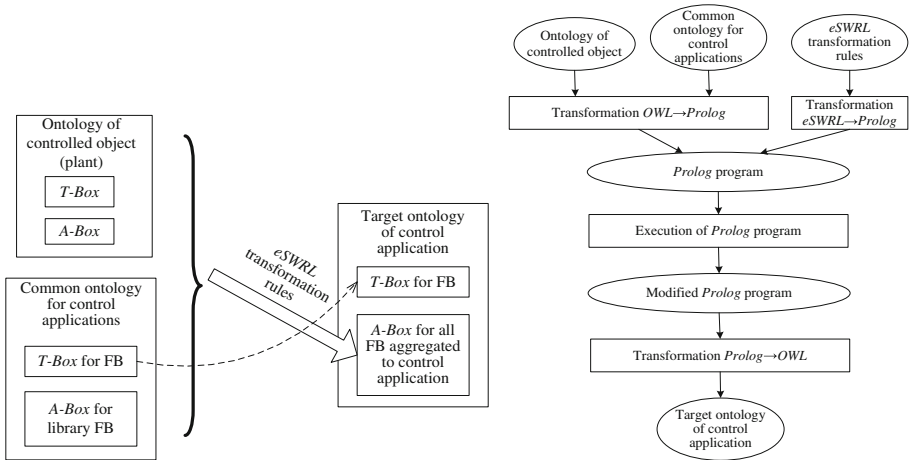 Ontology of
controlled object
(plant)
T-Box
A-Box
Common ontology
for control
applications
T-Box for FB
A-Box for
library FB
eSWRL
transformation
rules
Target ontology
of control
application
T-Box for FB
A-Box for all
FB aggregated
to control
application
Ontology of
controlled object
Common
ontology for
control
applications
eSWRL
transformation
rules
Transformation OWL→Prolog
Transformation
eSWRL→Prolog
Prolog program
Execution of Prolog program
Modified Prolog program
Transformation Prolog→OWL
Target ontology
of control
application